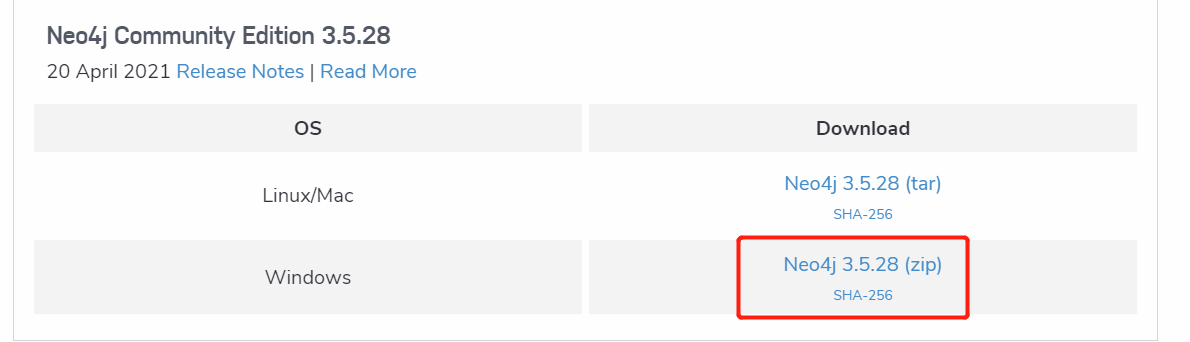 Neo4j Community Edition 3.5.28
20 April 2021 Release Notes | Read More
OS Download
Linux/Mac Neo4j 3.5.28 (tar)
SHA-256
Windows Neo4j 3.5.28 (zip)
SHA-256